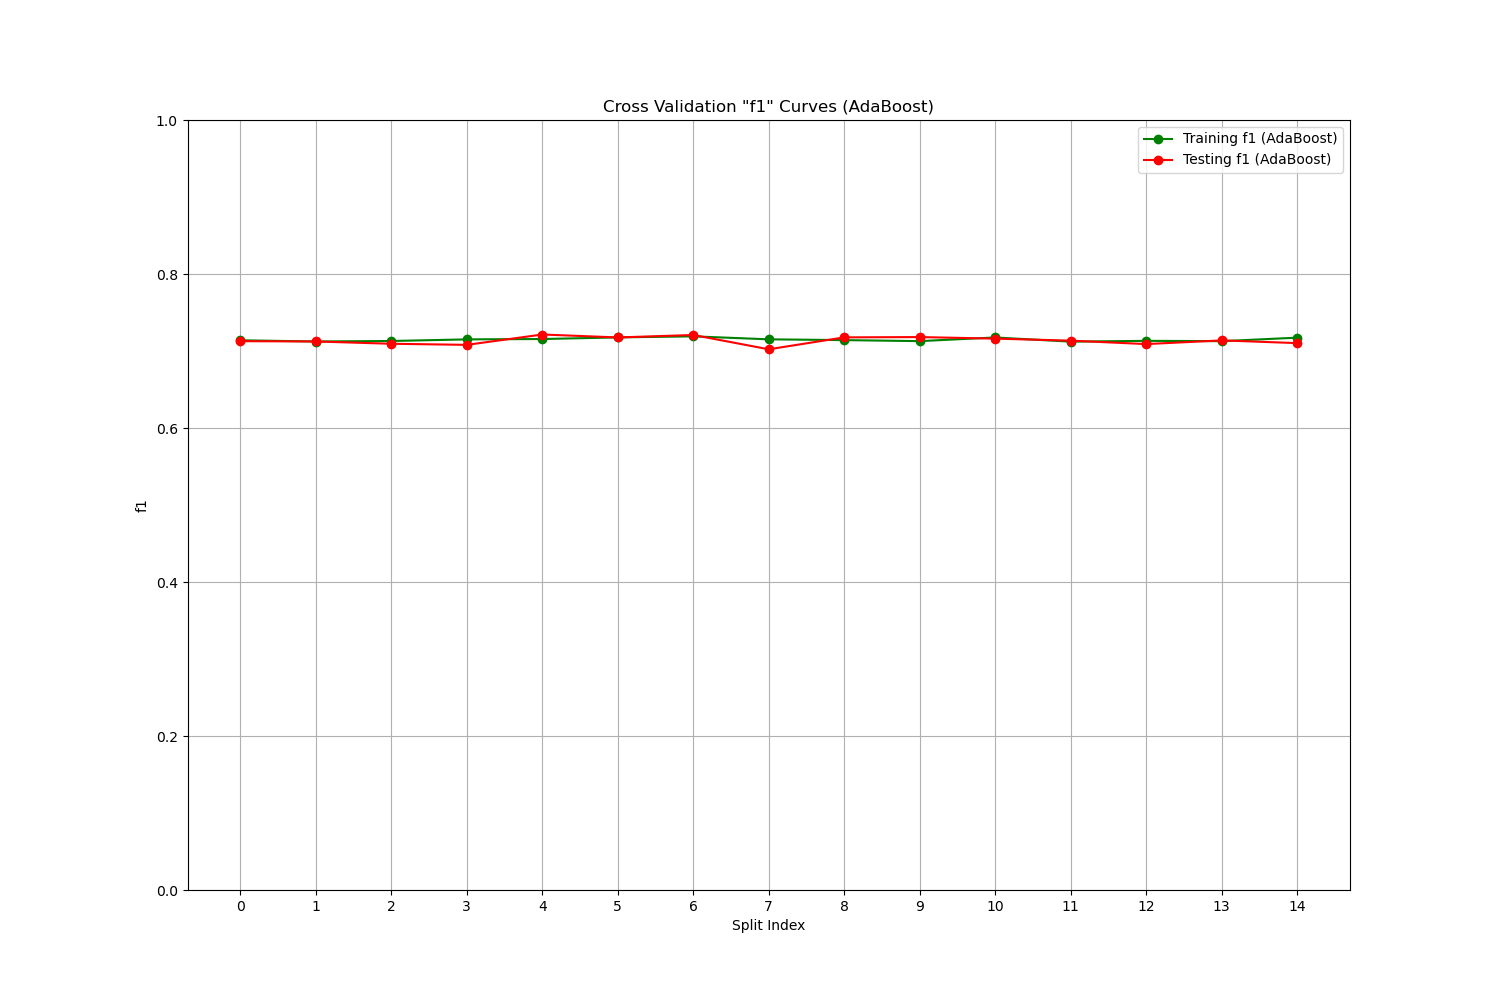 Cross Validation "f1" Curves (AdaBoost)
Training f1 (AdaBoost)
Testing f1 (AdaBoost)
1.0
0.8
0.6
0.4
0.2
0.0
f1
0 1 2 3 4 5 6 7 8 9 10 11 12 13 14
Split Index